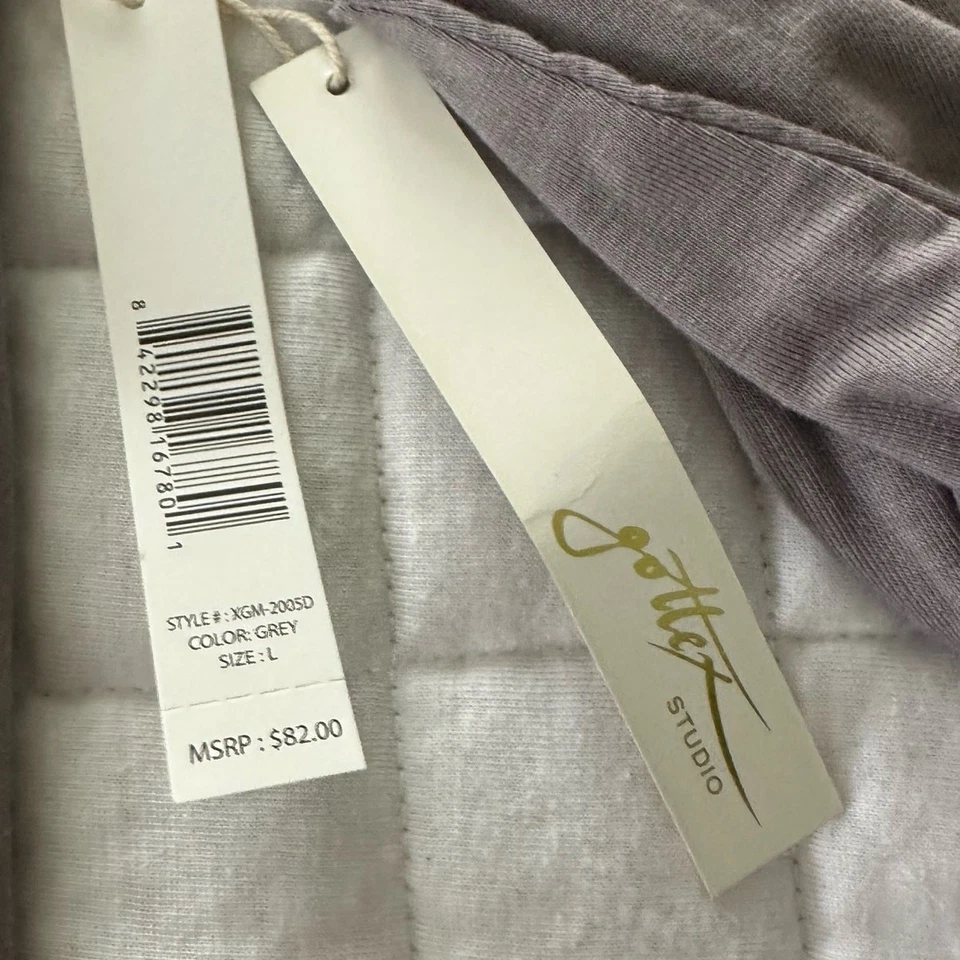 8 42298 16780 1
STYLE # : XGM-2005D
COLOR: GREY
SIZE : L
MSRP : $82.00
gottex
STUDIO